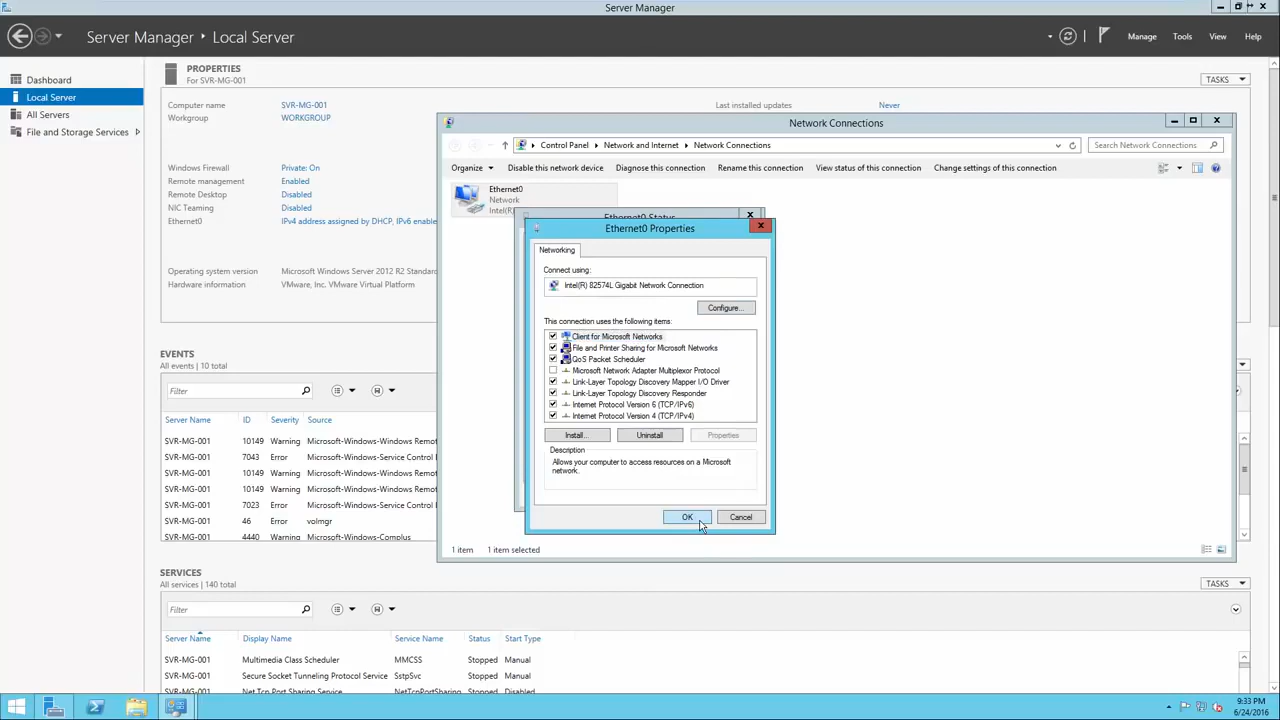 Server Manager
Server Manager • Local Server
Manage Tools View Help
Dashboard
Local Server
All Servers
File and Storage Services
PROPERTIES
For SVR-MG-001
TASKS
Computer name SVR-MG-001
Workgroup WORKGROUP
Last installed updates Never
Windows Firewall Private: On
Remote management Enabled
Remote Desktop Disabled
NIC Teaming Disabled
Ethernet0 IPv4 address assigned by DHCP, IPv6 enable
Operating system version Microsoft Windows Server 2012 R2 Standar
Hardware information VMware, Inc. VMware Virtual Platform
EVENTS
All events | 10 total
Filter
Server Name ID Severity Source
SVR-MG-001 10149 Warning Microsoft-Windows-Windows Remot
SVR-MG-001 7043 Error Microsoft-Windows-Service Control I
SVR-MG-001 10149 Warning Microsoft-Windows-Windows Remot
SVR-MG-001 10149 Warning Microsoft-Windows-Windows Remot
SVR-MG-001 7023 Error Microsoft-Windows-Service Control I
SVR-MG-001 46 Error volmgr
SVR-MG-001 4440 Warning Microsoft-Windows-Complus
SERVICES
All services | 140 total
TASKS
Filter
Server Name Display Name Service Name Status Start Type
SVR-MG-001 Multimedia Class Scheduler MMCSS Stopped Manual
SVR-MG-001 Secure Socket Tunneling Protocol Service SstpSvc Stopped Manual
SVR-MG-001 Net.Tcp Port Sharing Service NetTcpPortSharing Stopped Disabled
Network Connections
Control Panel Network and Internet Network Connections
Search Network Connections
Organize Disable this network device Diagnose this connection Rename this connection View status of this connection Change settings of this connection
Ethernet0
Network
Intel(R)
1 item 1 item selected
Ethernet0 Status
Ethernet0 Properties
Networking
Connect using:
Intel(R) 82574L Gigabit Network Connection
Configure...
This connection uses the following items:
Client for Microsoft Networks
File and Printer Sharing for Microsoft Networks
QoS Packet Scheduler
Microsoft Network Adapter Multiplexor Protocol
Link-Layer Topology Discovery Mapper I/O Driver
Link-Layer Topology Discovery Responder
Internet Protocol Version 6 (TCP/IPv6)
Internet Protocol Version 4 (TCP/IPv4)
Install... Uninstall Properties
Description
Allows your computer to access resources on a Microsoft
network.
OK Cancel
9:33 PM
6/24/2016